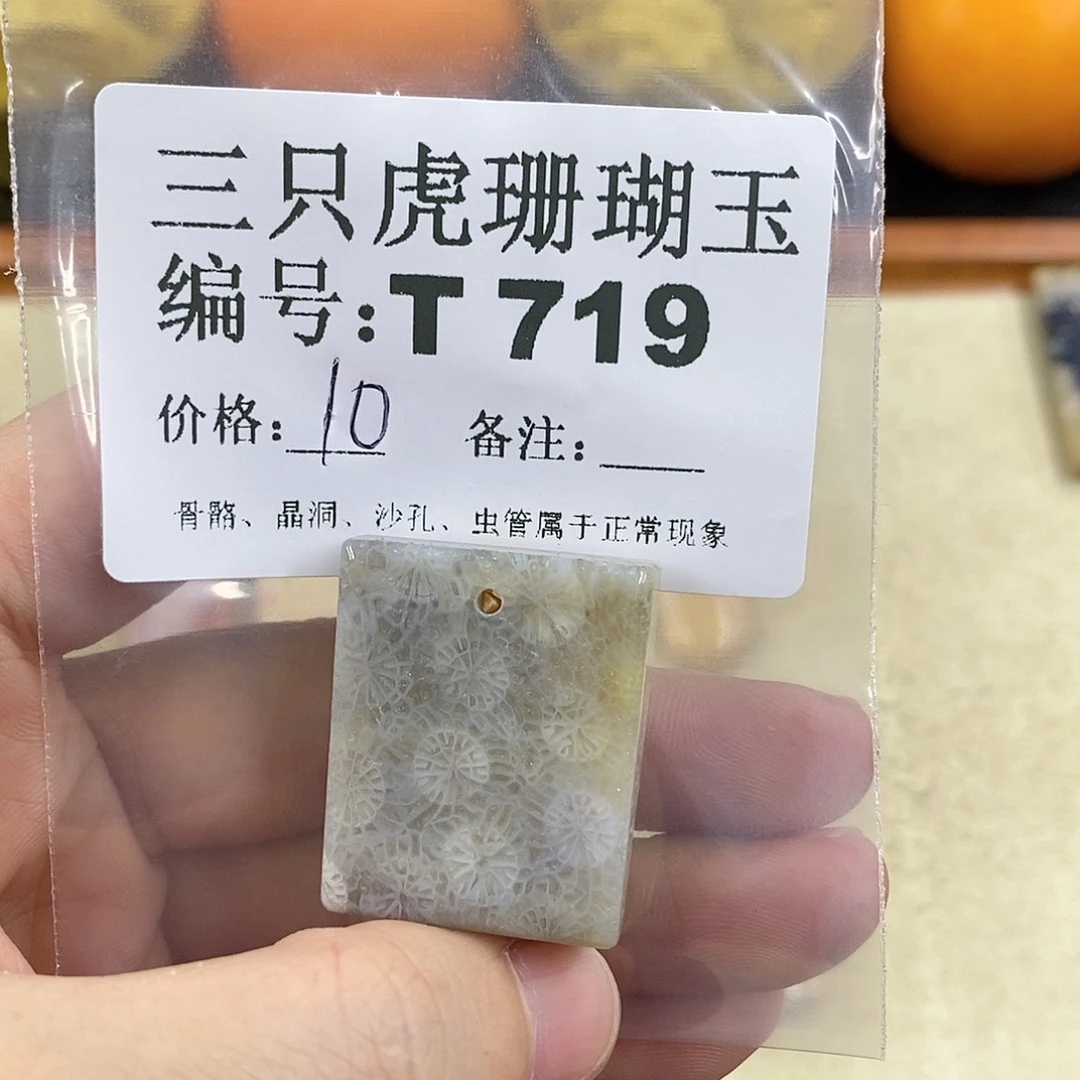 三只虎珊瑚玉
编号:T 719
价格: 10 备注:
骨骼、晶洞、沙孔、虫管属于正常现象